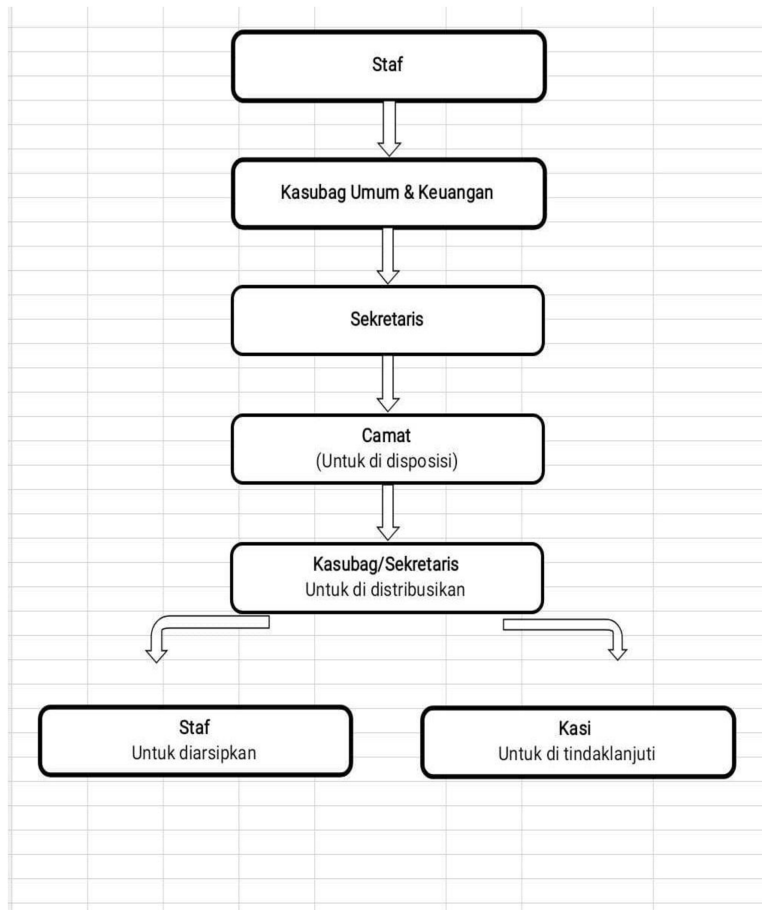 Staf
Kasubag Umum & Keuangan
Sekretaris
Camat
(Untuk di disposisi)
Kasubag/Sekretaris
Untuk di distribusikan
Staf
Untuk diarsipkan
Kasi
Untuk di tindaklanjuti